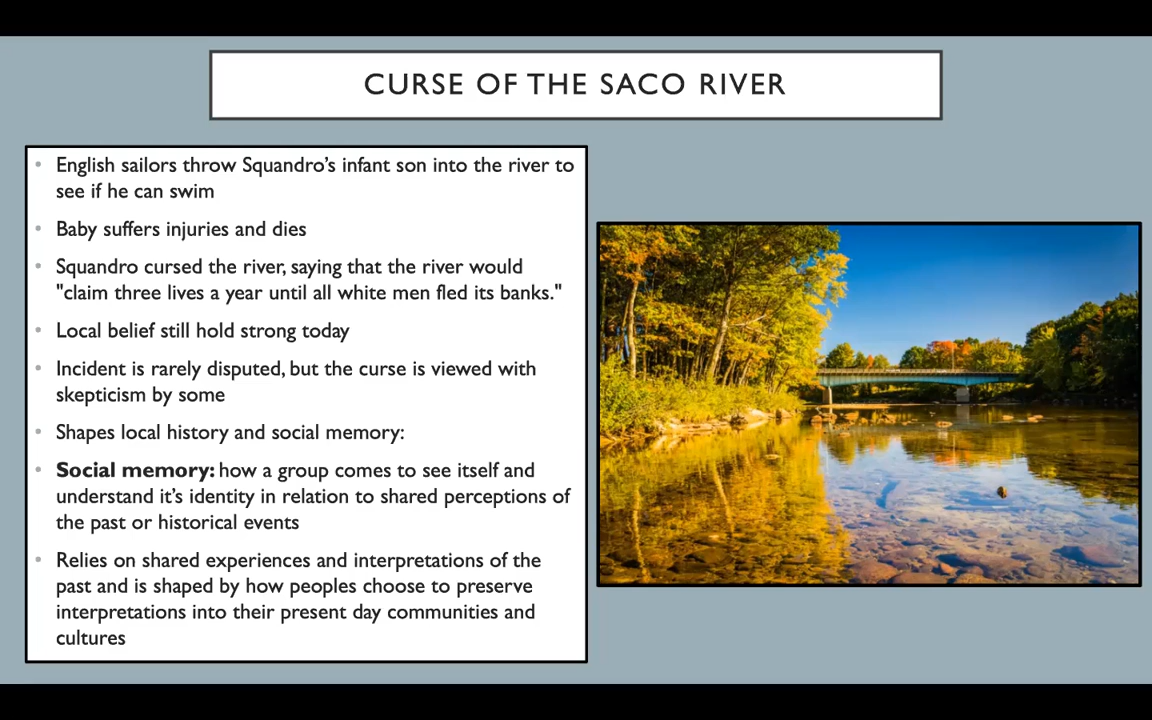 CURSE OF THE SACO RIVER
• English sailors throw Squandro’s infant son into the river to
see if he can swim
• Baby suffers injuries and dies
• Squandro cursed the river, saying that the river would
"claim three lives a year until all white men fled its banks."
• Local belief still hold strong today
• Incident is rarely disputed, but the curse is viewed with
skepticism by some
• Shapes local history and social memory:
• Social memory: how a group comes to see itself and
understand it’s identity in relation to shared perceptions of
the past or historical events
• Relies on shared experiences and interpretations of the
past and is shaped by how peoples choose to preserve
interpretations into their present day communities and
cultures